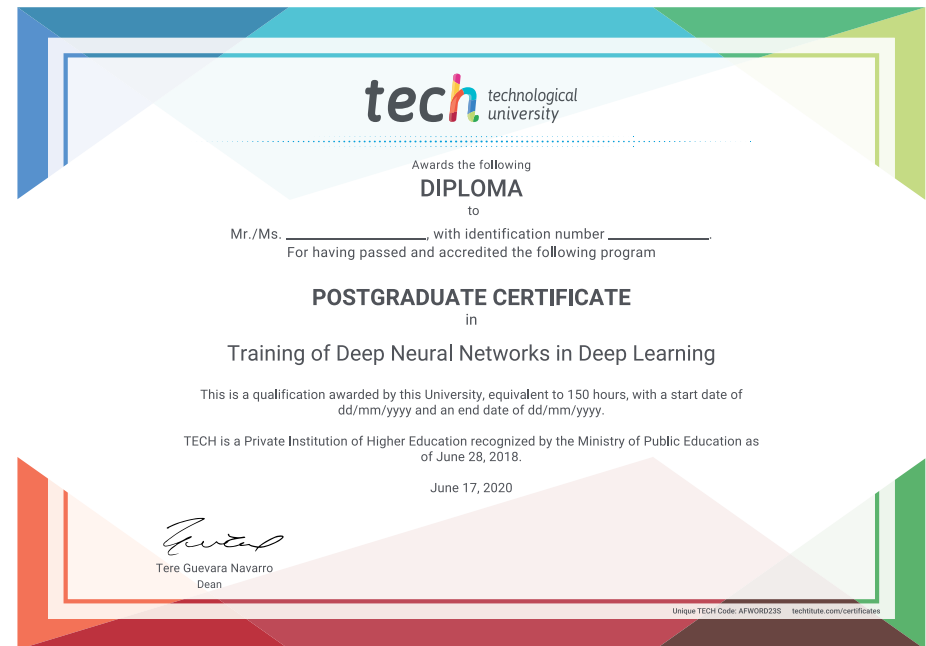 tech technological
university
Awards the following
DIPLOMA
to
Mr./Ms. ____________________, with identification number ______________.
For having passed and accredited the following program
POSTGRADUATE CERTIFICATE
in
Training of Deep Neural Networks in Deep Learning
This is a qualification awarded by this University, equivalent to 150 hours, with a start date of
dd/mm/yyyy and an end date of dd/mm/yyyy.
TECH is a Private Institution of Higher Education recognized by the Ministry of Public Education as
of June 28, 2018.
June 17, 2020
Tere Guevara Navarro
Dean
Unique TECH Code: AFWORD23S techtitute.com/certificates